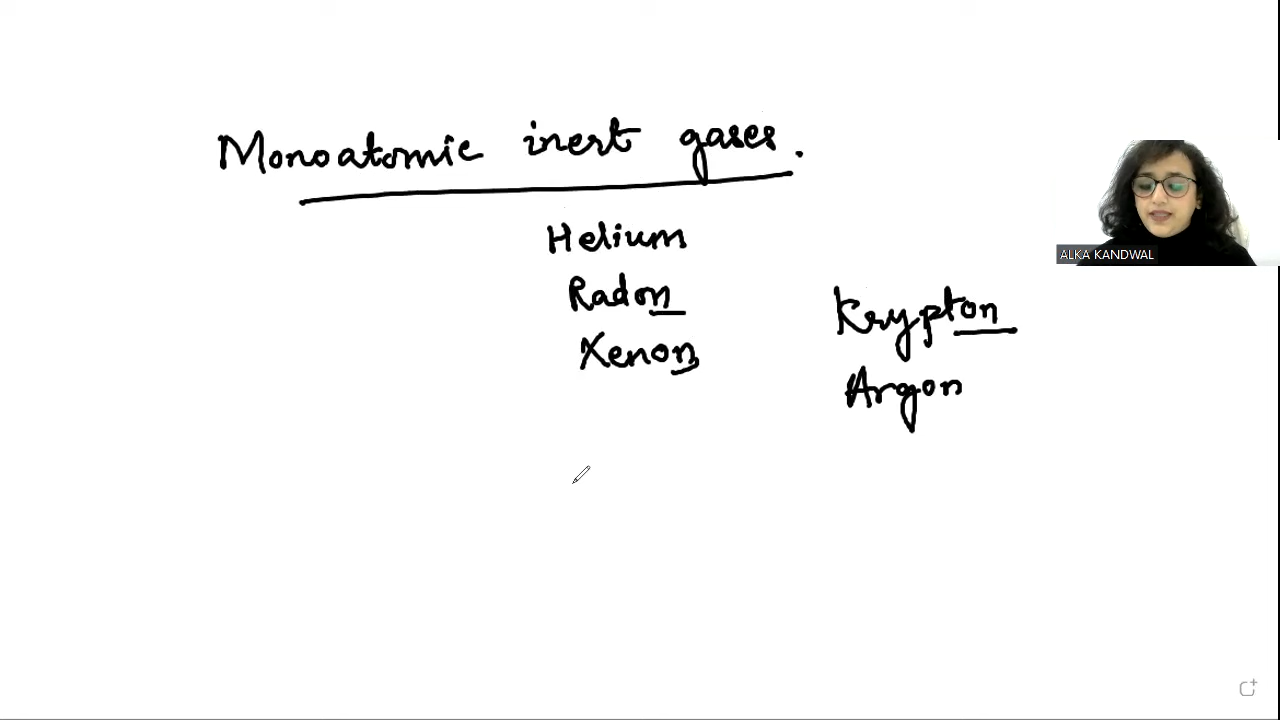 Monoatomic inert gases.
Helium
Radon
Xenon
Krypton
Argon
ALKA KANDWAL